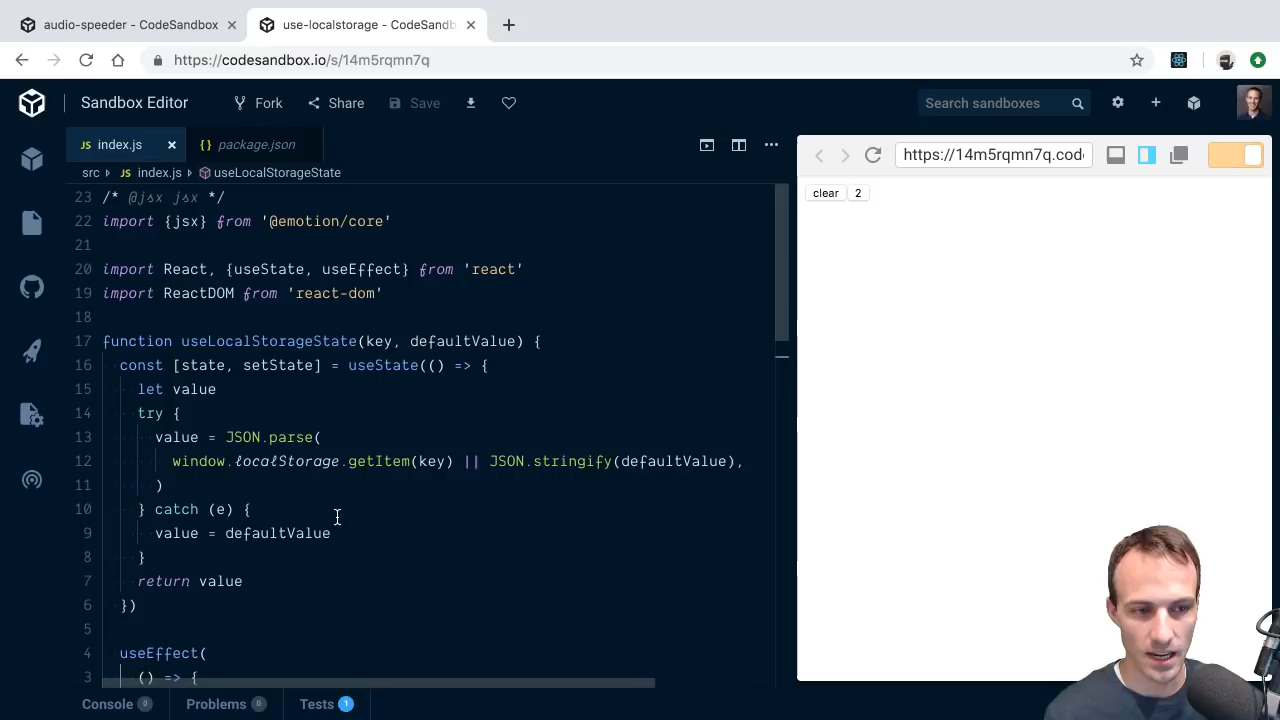 audio-speeder - CodeSandbox
use-localstorage - CodeSandb
https://codesandbox.io/s/14m5rqmn7q
Sandbox Editor
Fork
Share
Save
Search sandboxes
JS index.js
{} package.json
src
JS index.js
useLocalStorageState
https://14m5rqmn7q.code
clear
2
23 /* @jsx jsx */
22 import {jsx} from '@emotion/core'
21
20 import React, {useState, useEffect} from 'react'
19 import ReactDOM from 'react-dom'
18
17 function useLocalStorageState(key, defaultValue) {
16 const [state, setState] = useState(() => {
15 let value
14 try {
13 value = JSON.parse(
12 window.localStorage.getItem(key) || JSON.stringify(defaultValue),
11 )
10 } catch (e) {
9 value = defaultValue
8 }
7 return value
6 })
5
4 useEffect(
3 () => {
Console 0
Problems 0
Tests 1